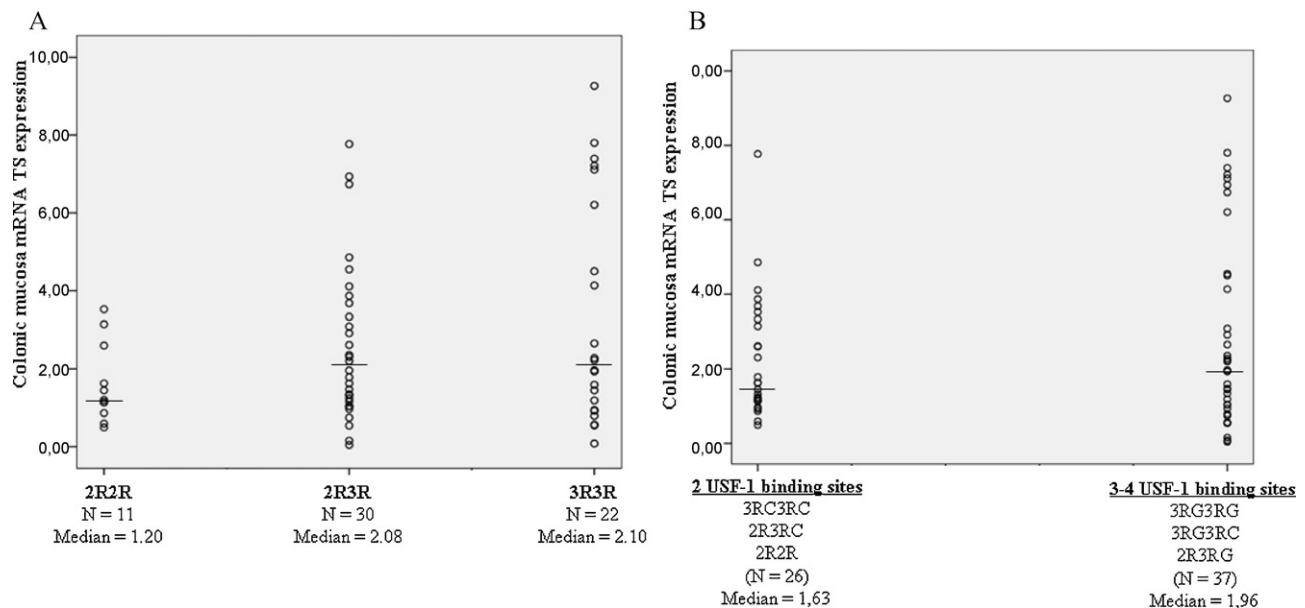 A
Colonic mucosa mRNA TS expression
10,00
8,00
6,00
4,00
2,00
0,00
2R2R
N = 11
Median = 1.20
2R3R
N = 30
Median = 2.08
3R3R
N = 22
Median = 2.10
B
Colonic mucosa mRNA TS expression
0,00
8,00
6,00
4,00
2,00
0,00
2 USF-1 binding sites
3RC3RC
2R3RC
2R2R
(N = 26)
Median = 1,63
3-4 USF-1 binding sites
3RG3RG
3RG3RC
2R3RG
(N = 37)
Median = 1,96